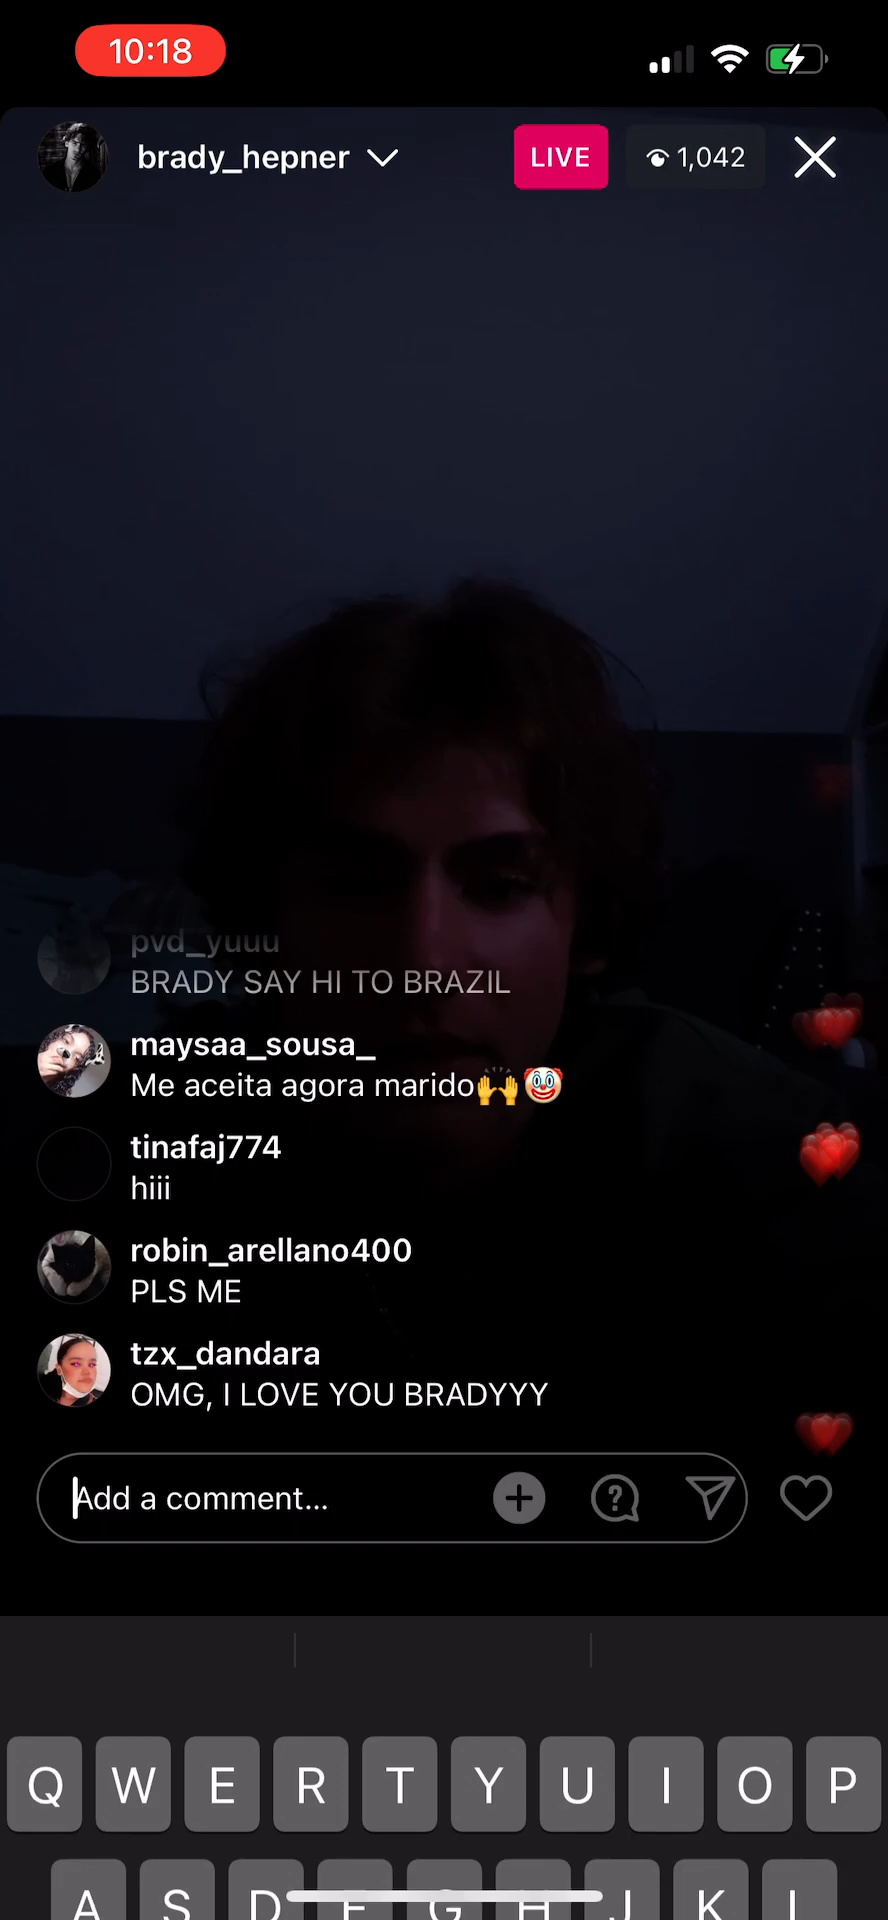 10:18
brady_hepner
LIVE
1,042
pvd_yuuu
BRADY SAY HI TO BRAZIL
maysaa_sousa_
Me aceita agora marido🙌🤡
tinafaj774
hiii
robin_arellano400
PLS ME
tzx_dandara
OMG, I LOVE YOU BRADYYY
Add a comment...
Q W E R T Y U I O P
A S D F G H J K L